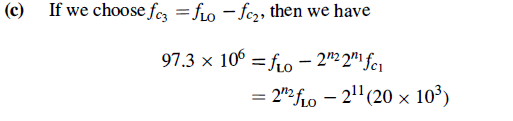 (c) If we choose f_{c_3} = f_{LO} − f_{c_2}, then we have
97.3 × 10^6 = f_{LO} − 2^{n_2} 2^{n_1} f_{c_1}
= 2^{n_2} f_{LO} − 2^{11} (20 × 10^3)